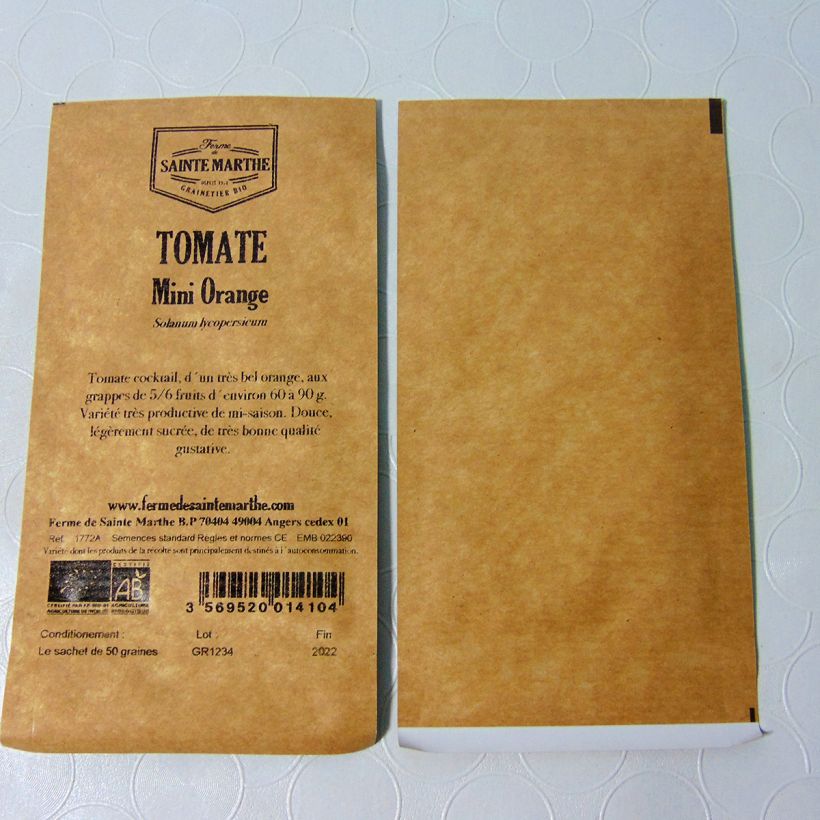 Ferme
de
SAINTE MARTHE
DEPUIS 1974
GRAINETIER BIO
TOMATE
Mini Orange
Solanum lycopersicum
Tomate cocktail, d´un très bel orange, aux
grappes de 5/6 fruits d´environ 60 à 90 g.
Variété très productive de mi-saison. Douce,
légèrement sucrée, de très bonne qualité
gustative.
www.fermedesaintemarthe.com
Ferme de Sainte Marthe B.P 70404 49004 Angers cedex 01
Ref. 1772A Semences standard Règles et normes CE EMB 022390
Variété dont les produits de la récolte sont principalement destinés à l´autoconsommation.
AB
3 569520 014104
Conditionement : Lot : Fin
Le sachet de 50 graines GR1234 2022